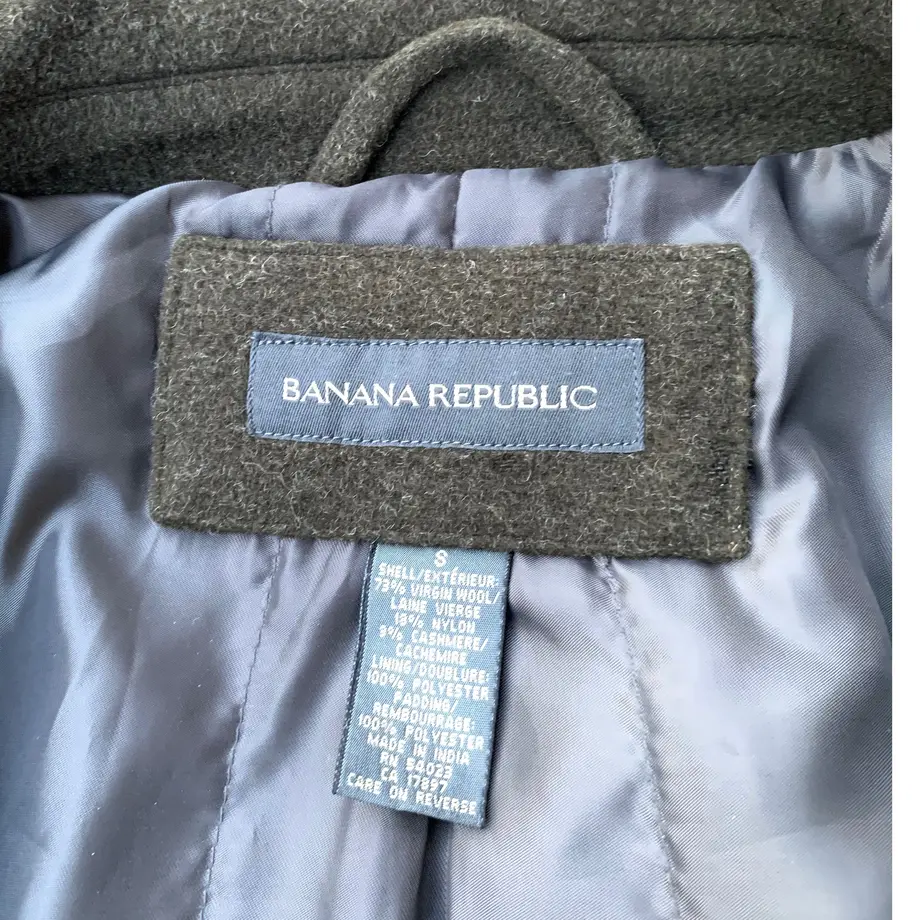 BANANA REPUBLIC
S
SHELL/EXTÉRIEUR:
73% VIRGIN WOOL/
LAINE VIERGE
18% NYLON
9% CASHMERE/
CACHEMIRE
LINING/DOUBLURE:
100% POLYESTER
PADDING/
REMBOURRAGE:
100% POLYESTER
MADE IN INDIA
RN 54023
CA 17897
CARE ON REVERSE